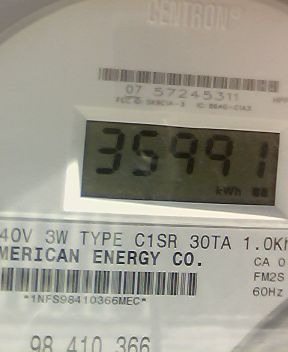 CENTRON®
07 57245311
35991
kWh
40V 3W TYPE C1SR 30TA 1.0Kh
MERICAN ENERGY CO.
CA 0
FM2S
60Hz
*1NFS98410366MEC*
98 410 366